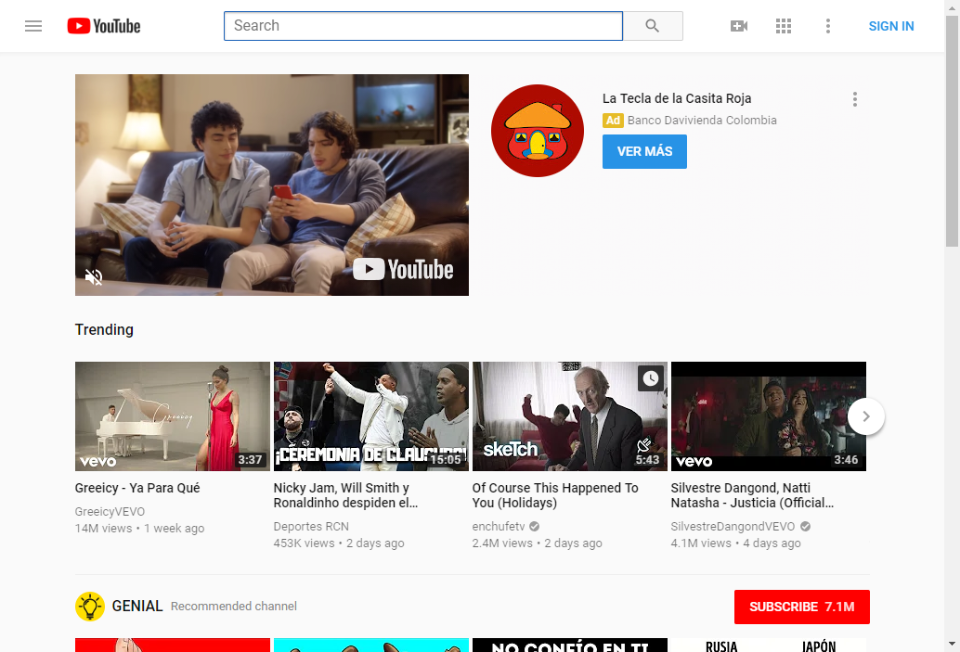 YouTube
Search
SIGN IN
La Tecla de la Casita Roja
Ad Banco Davivienda Colombia
VER MÁS
YouTube
Trending
Greeicy
vevo
3:37
¡CEREMONIA DE CLAUSURA!
15:05
skeTch
5:43
vevo
3:46
Greeicy - Ya Para Qué
GreeicyVEVO
14M views • 1 week ago
Nicky Jam, Will Smith y
Ronaldinho despiden el...
Deportes RCN
453K views • 2 days ago
Of Course This Happened To
You (Holidays)
enchufetv
2.4M views • 2 days ago
Silvestre Dangond, Natti
Natasha - Justicia (Official...
SilvestreDangondVEVO
4.1M views • 4 days ago
GENIAL Recommended channel
SUBSCRIBE 7.1M
NO CONFÍO EN TI
RUSIA JAPÓN